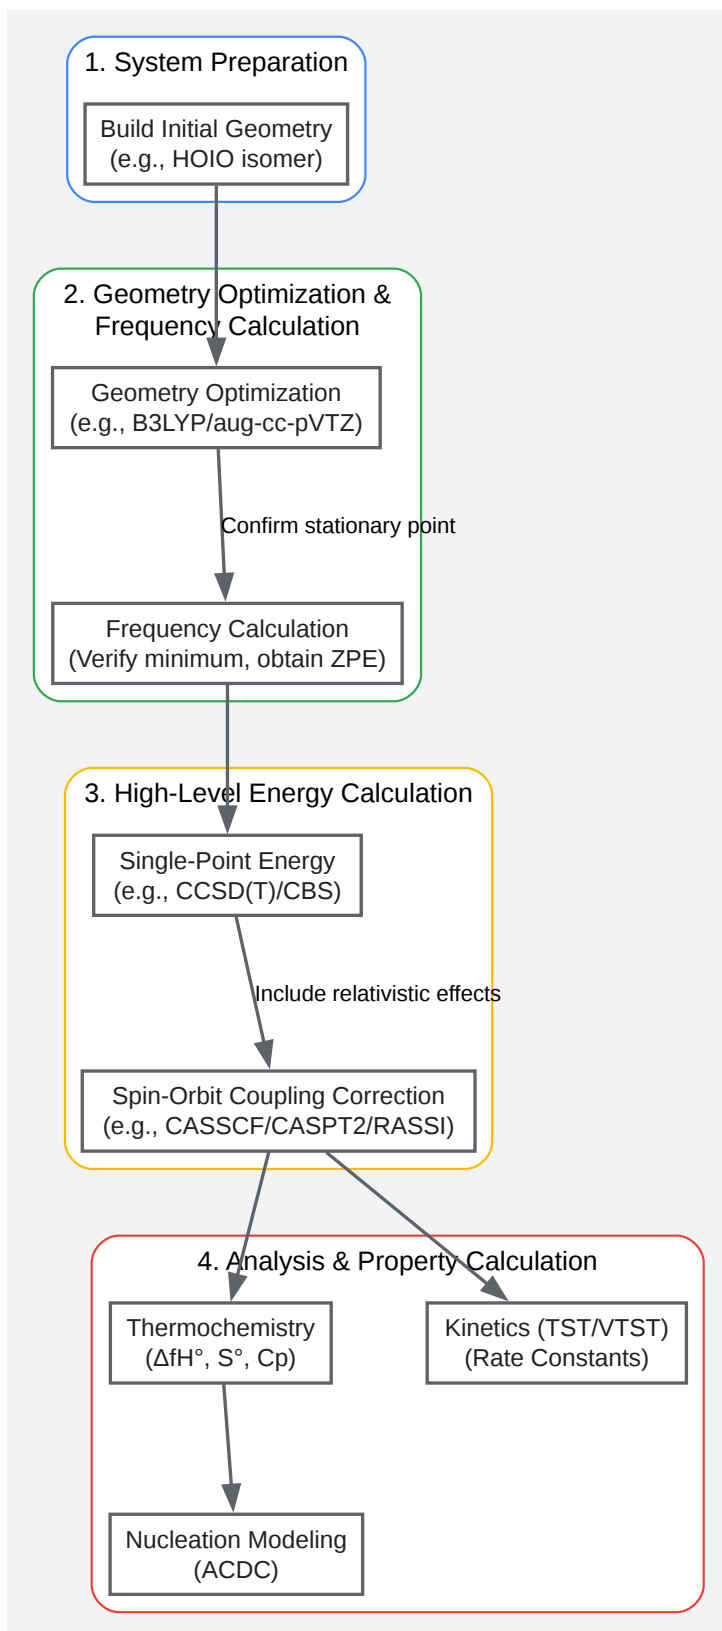 1. System Preparation
Build Initial Geometry
(e.g., HOIO isomer)
2. Geometry Optimization &
Frequency Calculation
Geometry Optimization
(e.g., B3LYP/aug-cc-pVTZ)
Confirm stationary point
Frequency Calculation
(Verify minimum, obtain ZPE)
3. High-Level Energy Calculation
Single-Point Energy
(e.g., CCSD(T)/CBS)
Include relativistic effects
Spin-Orbit Coupling Correction
(e.g., CASSCF/CASPT2/RASSI)
4. Analysis & Property Calculation
Thermochemistry
(ΔfH°, S°, Cp)
Kinetics (TST/VTST)
(Rate Constants)
Nucleation Modeling
(ACDC)